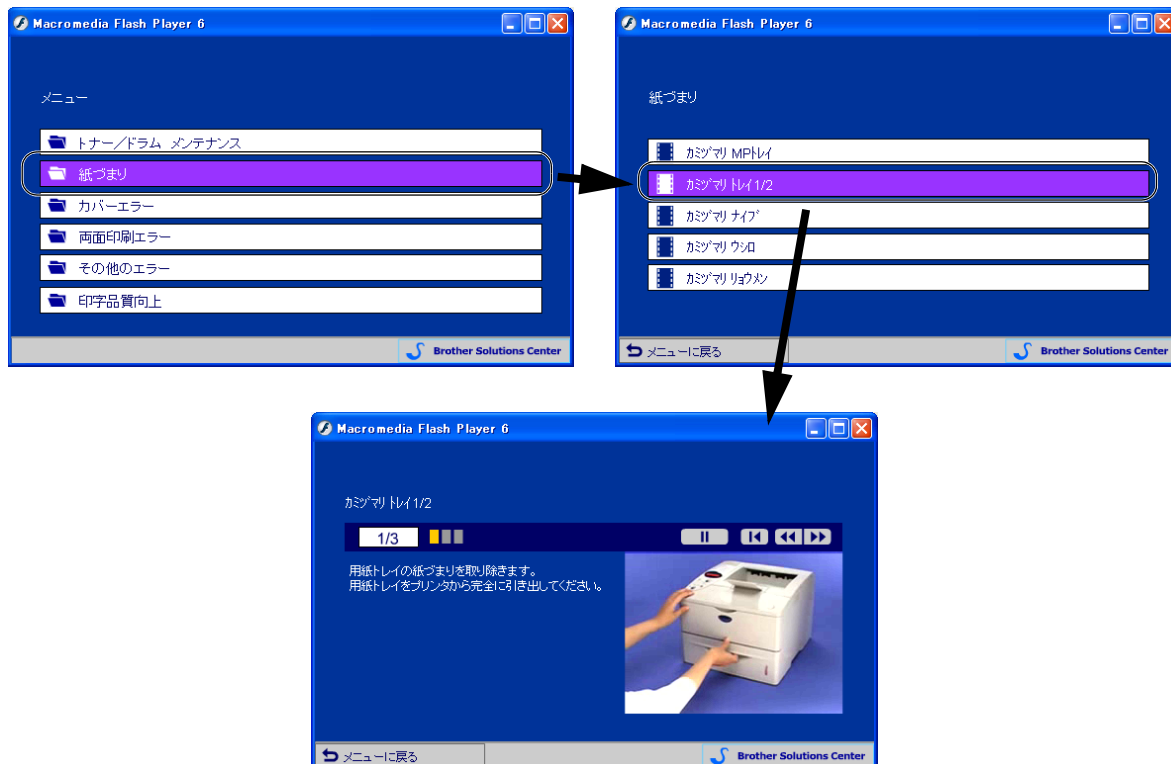 Macromedia Flash Player 6
メニュー
トナー/ドラム メンテナンス
紙づまり
カバーエラー
両面印刷エラー
その他のエラー
印字品質向上
Brother Solutions Center
Macromedia Flash Player 6
紙づまり
カミヅマリ MPトレイ
カミヅマリ トレイ1/2
カミヅマリ ナイブ
カミヅマリ ウシロ
カミヅマリ リョウメン
メニューに戻る
Brother Solutions Center
Macromedia Flash Player 6
カミヅマリ トレイ1/2
1/3
用紙トレイの紙づまりを取り除きます。
用紙トレイをプリンタから完全に引き出してください。
メニューに戻る
Brother Solutions Center